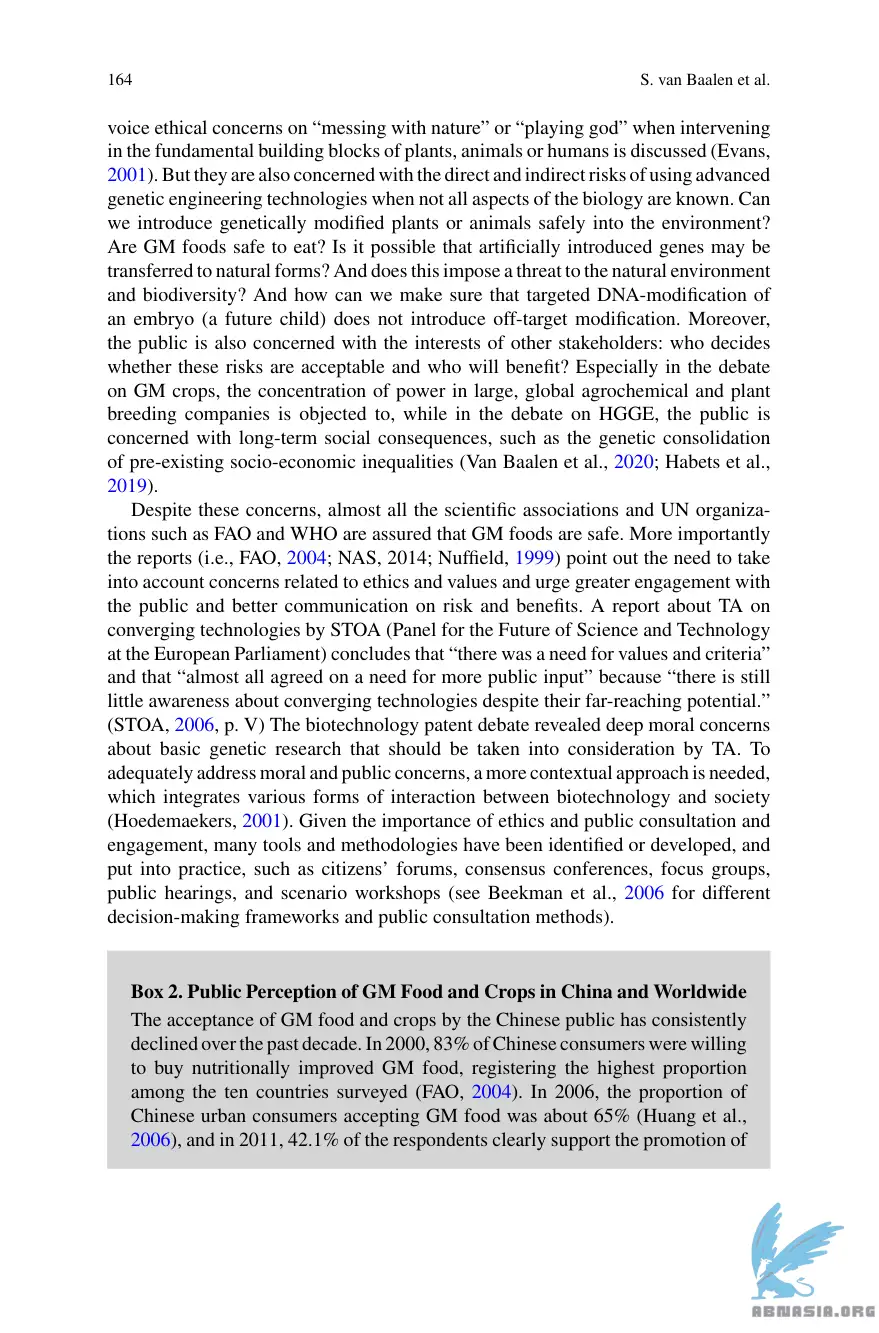 164 S. van Baalen et al.
voice ethical concerns on “messing with nature” or “playing god” when intervening
in the fundamental building blocks of plants, animals or humans is discussed (Evans,
2001). But they are also concerned with the direct and indirect risks of using advanced
genetic engineering technologies when not all aspects of the biology are known. Can
we introduce genetically modified plants or animals safely into the environment?
Are GM foods safe to eat? Is it possible that artificially introduced genes may be
transferred to natural forms? And does this impose a threat to the natural environment
and biodiversity? And how can we make sure that targeted DNA-modification of
an embryo (a future child) does not introduce off-target modification. Moreover,
the public is also concerned with the interests of other stakeholders: who decides
whether these risks are acceptable and who will benefit? Especially in the debate
on GM crops, the concentration of power in large, global agrochemical and plant
breeding companies is objected to, while in the debate on HGGE, the public is
concerned with long-term social consequences, such as the genetic consolidation
of pre-existing socio-economic inequalities (Van Baalen et al., 2020; Habets et al.,
2019).
Despite these concerns, almost all the scientific associations and UN organiza-
tions such as FAO and WHO are assured that GM foods are safe. More importantly
the reports (i.e., FAO, 2004; NAS, 2014; Nuffield, 1999) point out the need to take
into account concerns related to ethics and values and urge greater engagement with
the public and better communication on risk and benefits. A report about TA on
converging technologies by STOA (Panel for the Future of Science and Technology
at the European Parliament) concludes that “there was a need for values and criteria”
and that “almost all agreed on a need for more public input” because “there is still
little awareness about converging technologies despite their far-reaching potential.”
(STOA, 2006, p. V) The biotechnology patent debate revealed deep moral concerns
about basic genetic research that should be taken into consideration by TA. To
adequately address moral and public concerns, a more contextual approach is needed,
which integrates various forms of interaction between biotechnology and society
(Hoedemaekers, 2001). Given the importance of ethics and public consultation and
engagement, many tools and methodologies have been identified or developed, and
put into practice, such as citizens’ forums, consensus conferences, focus groups,
public hearings, and scenario workshops (see Beekman et al., 2006 for different
decision-making frameworks and public consultation methods).
Box 2. Public Perception of GM Food and Crops in China and Worldwide
The acceptance of GM food and crops by the Chinese public has consistently
declined over the past decade. In 2000, 83% of Chinese consumers were willing
to buy nutritionally improved GM food, registering the highest proportion
among the ten countries surveyed (FAO, 2004). In 2006, the proportion of
Chinese urban consumers accepting GM food was about 65% (Huang et al.,
2006), and in 2011, 42.1% of the respondents clearly support the promotion of
ABNASIA.ORG